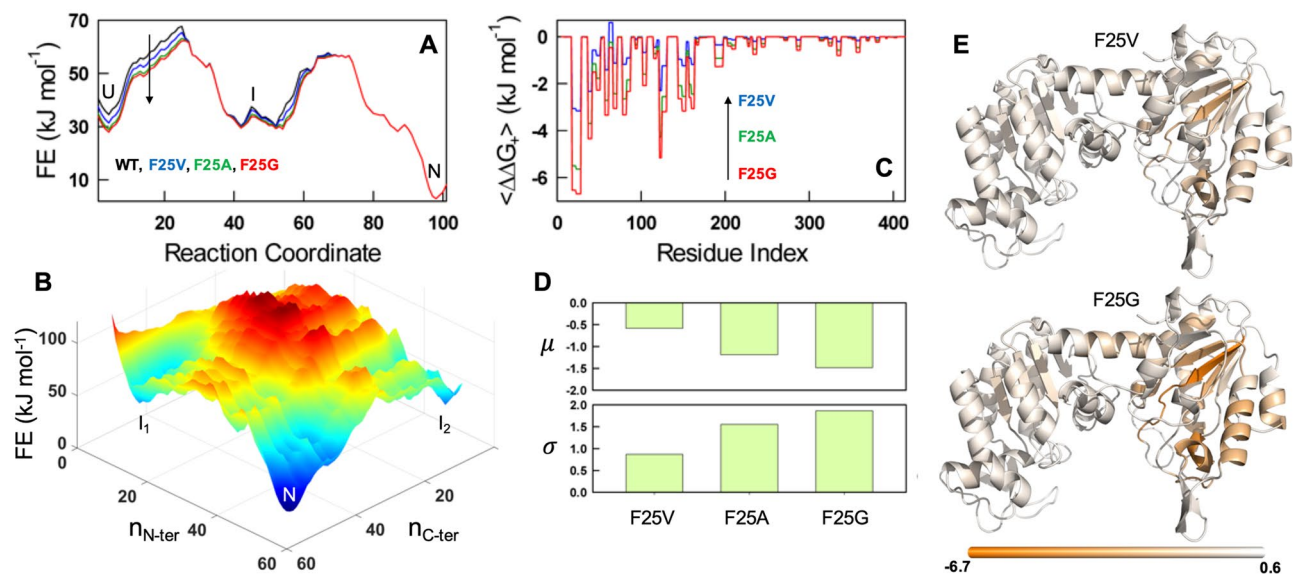 A
FE (kJ mol⁻¹)
70
50
30
10
U
I
N
WT, F25V, F25A, F25G
0 20 40 60 80 100
Reaction Coordinate
B
FE (kJ mol⁻¹)
100
50
0
0
20
40
60
60
40
20
I₁
I₂
N
nN-ter
nC-ter
C
<ΔΔG₊> (kJ mol⁻¹)
0
-2
-4
-6
F25V
F25A
F25G
0 100 200 300 400
Residue Index
D
μ
0.0
-0.5
-1.0
-1.5
-2.0
σ
2.0
1.5
1.0
0.5
0.0
F25V F25A F25G
E
F25V
F25G
-6.7 0.6